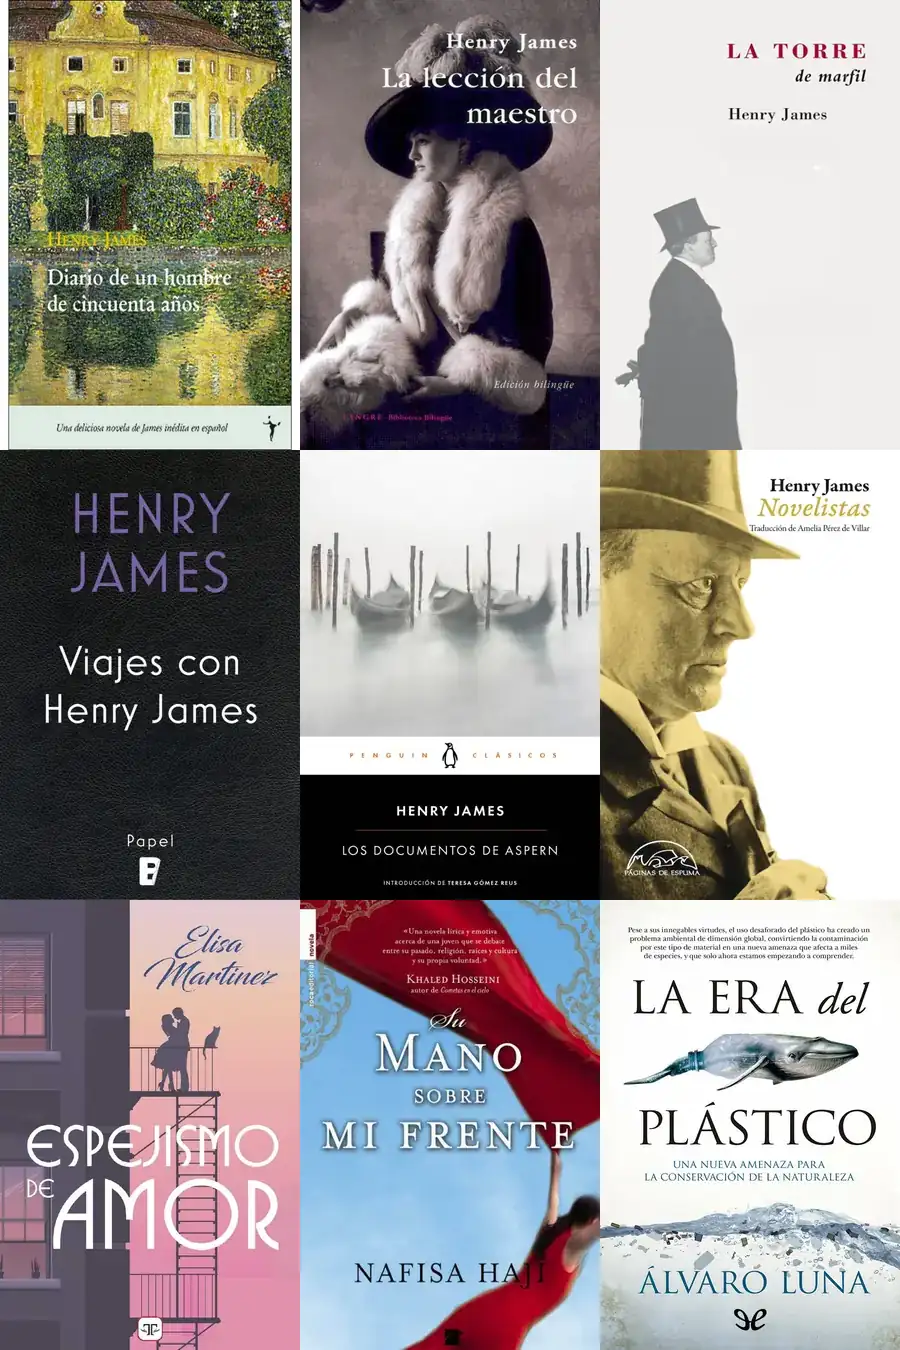 Henry James
Diario de un hombre
de cincuenta años
Una deliciosa novela de James inédita en español
Henry James
La lección del
maestro
Edición bilingüe
LINGRE Biblioteca Bilingüe
LA TORRE
de marfil
Henry James
HENRY
JAMES
Viajes con
Henry James
Papel
B
PENGUIN CLÁSICOS
HENRY JAMES
LOS DOCUMENTOS DE ASPERN
INTRODUCCIÓN DE TERESA GÓMEZ REUS
Henry James
Novelistas
Traducción de Amelia Pérez de Villar
PÁGINAS DE ESPUMA
Elisa
Martínez
ESPEJISMO
DE AMOR
rocaeditorial novela
«Una novela lírica y emotiva
acerca de una joven que se debate
entre su pasado, religión, raíces y cultura
y su propia voluntad.»
Khaled Hosseini
autor de Cometas en el cielo
Su
Mano
sobre
mi frente
NAFISA HAJI
Pese a sus innegables virtudes, el uso desaforado del plástico ha creado un
problema ambiental de dimensión global, convirtiendo la contaminación
por este tipo de material en una nueva amenaza que afecta a miles
de especies, y que solo ahora estamos empezando a comprender.
LA ERA del
PLÁSTICO
UNA NUEVA AMENAZA PARA
LA CONSERVACIÓN DE LA NATURALEZA
ÁLVARO LUNA